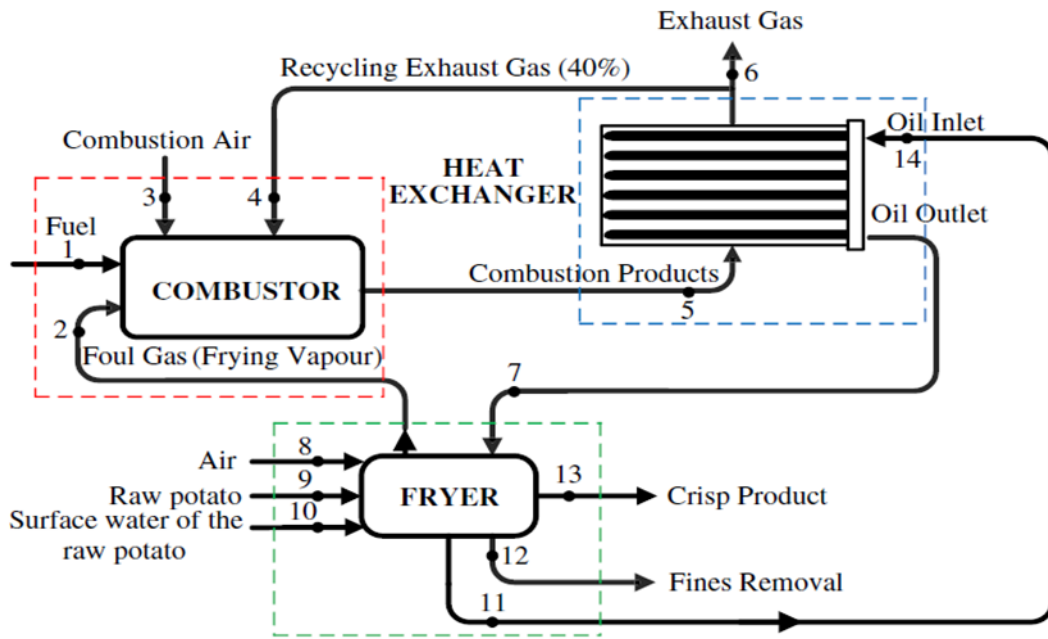 Exhaust Gas
Recycling Exhaust Gas (40%)
6
Combustion Air
HEAT
EXCHANGER
Oil Inlet
14
3
4
Fuel
1
Oil Outlet
COMBUSTOR
Combustion Products
5
2
Foul Gas (Frying Vapour)
7
Air
8
Raw potato
9
Surface water of the
raw potato
10
FRYER
13
Crisp Product
12
Fines Removal
11